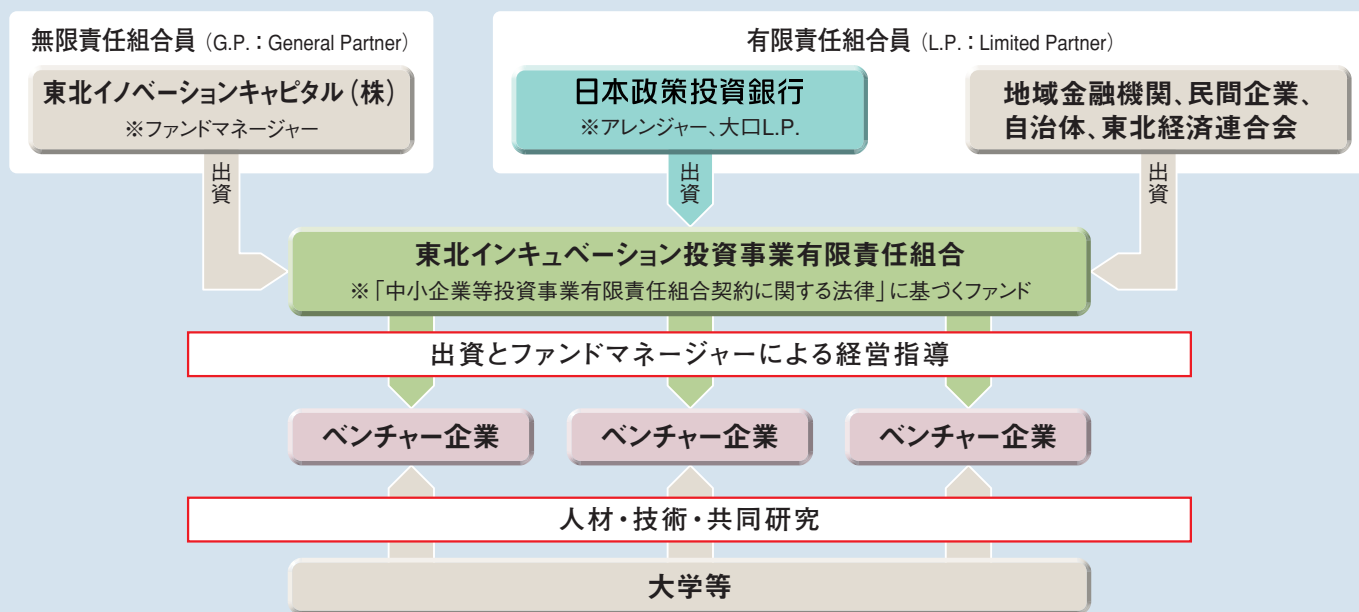 無限責任組合員(G.P.:General Partner)
東北イノベーションキャピタル(株)
※ファンドマネージャー
有限責任組合員(L.P.:Limited Partner)
日本政策投資銀行
※アレンジャー、大口L.P.
地域金融機関、民間企業、
自治体、東北経済連合会
出資
出資
出資
東北インキュベーション投資事業有限責任組合
※「中小企業等投資事業有限責任組合契約に関する法律」に基づくファンド
出資とファンドマネージャーによる経営指導
ベンチャー企業
ベンチャー企業
ベンチャー企業
人材・技術・共同研究
大学等